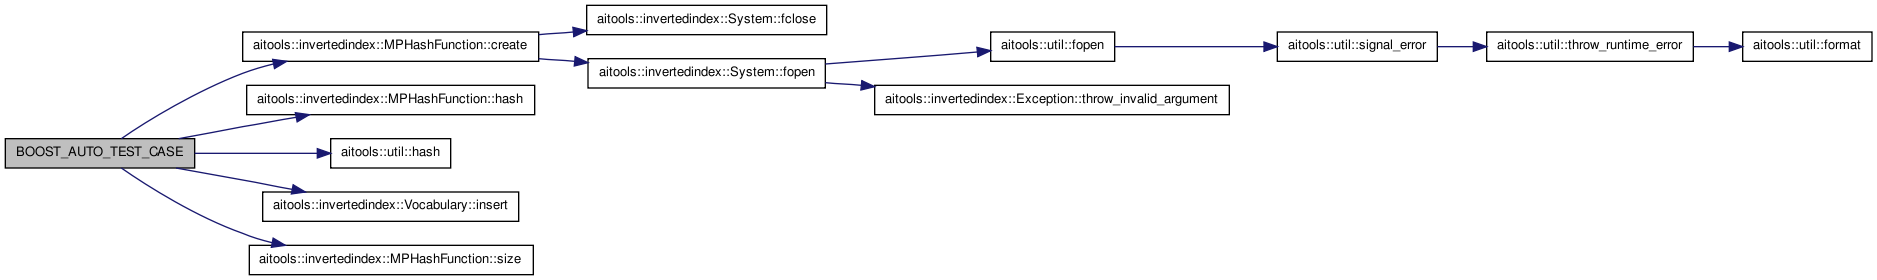 BOOST_AUTO_TEST_CASE
aitools::invertedindex::MPHashFunction::create
aitools::invertedindex::System::fclose
aitools::invertedindex::System::fopen
aitools::util::fopen
aitools::util::signal_error
aitools::util::throw_runtime_error
aitools::util::format
aitools::invertedindex::Exception::throw_invalid_argument
aitools::invertedindex::MPHashFunction::hash
aitools::util::hash
aitools::invertedindex::Vocabulary::insert
aitools::invertedindex::MPHashFunction::size